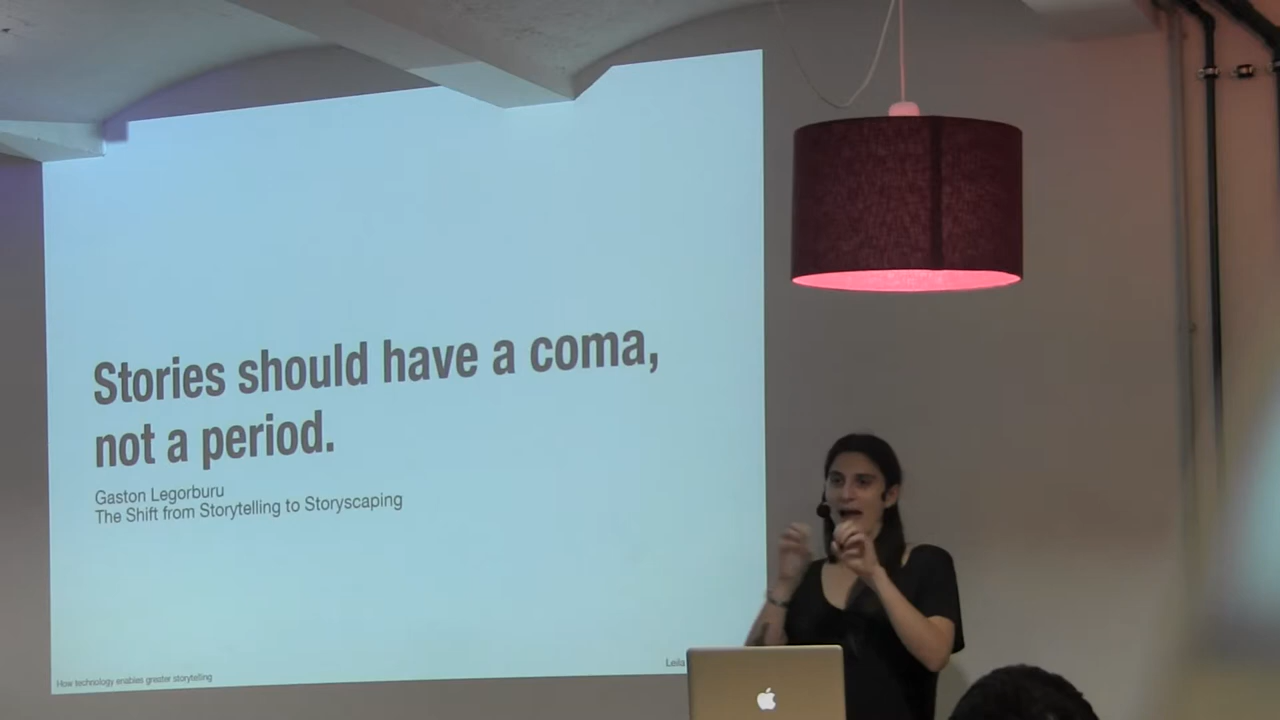 Stories should have a coma,
not a period.
Gaston Legorburu
The Shift from Storytelling to Storyscaping
How technology enables greater storytelling
Leila